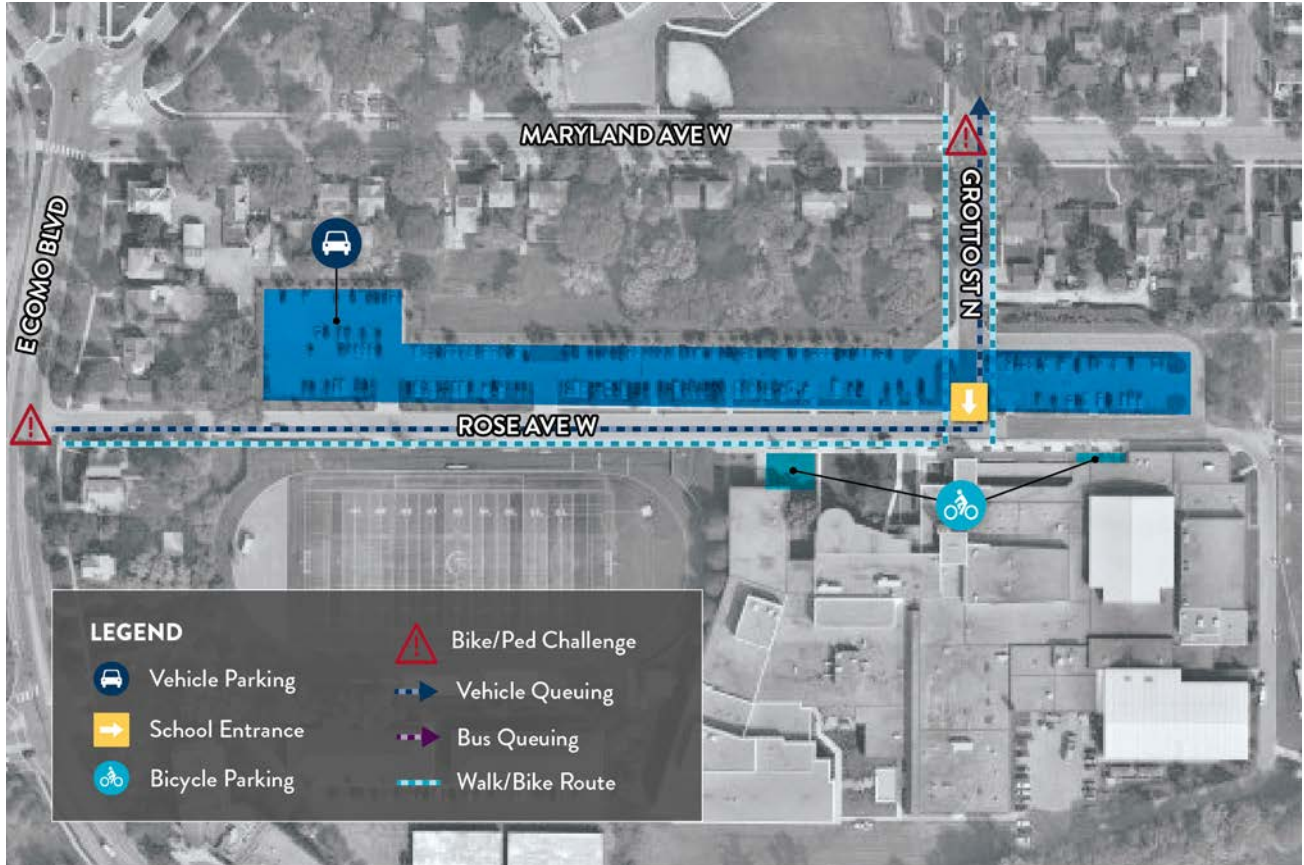 MARYLAND AVE W
GROTTO ST N
E COMO BLVD
ROSE AVE W
LEGEND
Vehicle Parking
School Entrance
Bicycle Parking
Bike/Ped Challenge
Vehicle Queuing
Bus Queuing
Walk/Bike Route